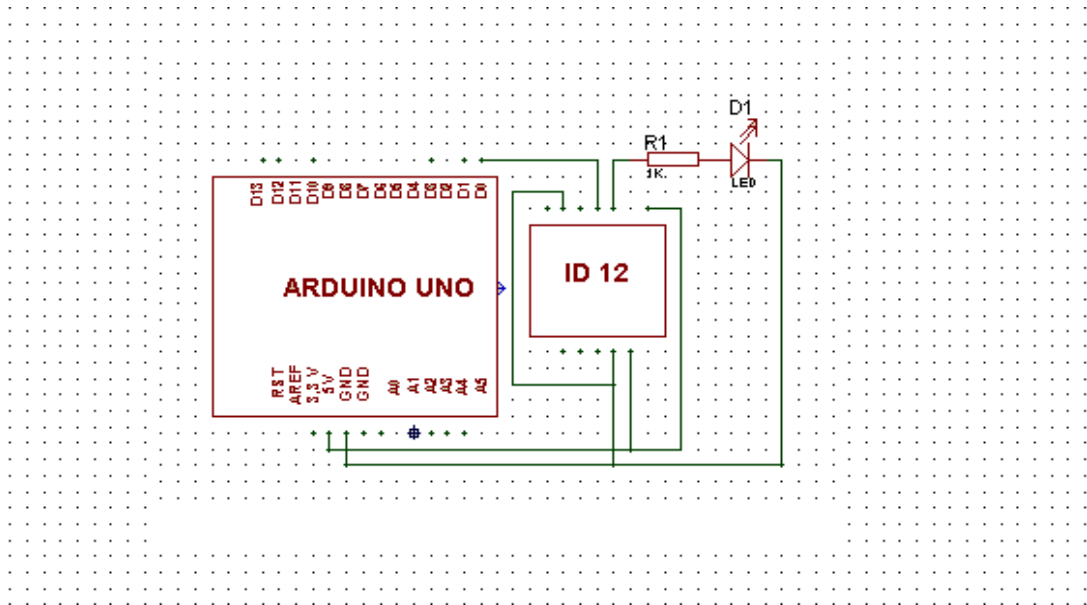 D1
R1
1K
LED
D13
D12
D11
D10
D9
D8
D7
D6
D5
D4
D3
D2
D1
D0
ARDUINO UNO
ID 12
RST
AREF
3,3 V
5V
GND
GND
A0
A1
A2
A3
A4
A5